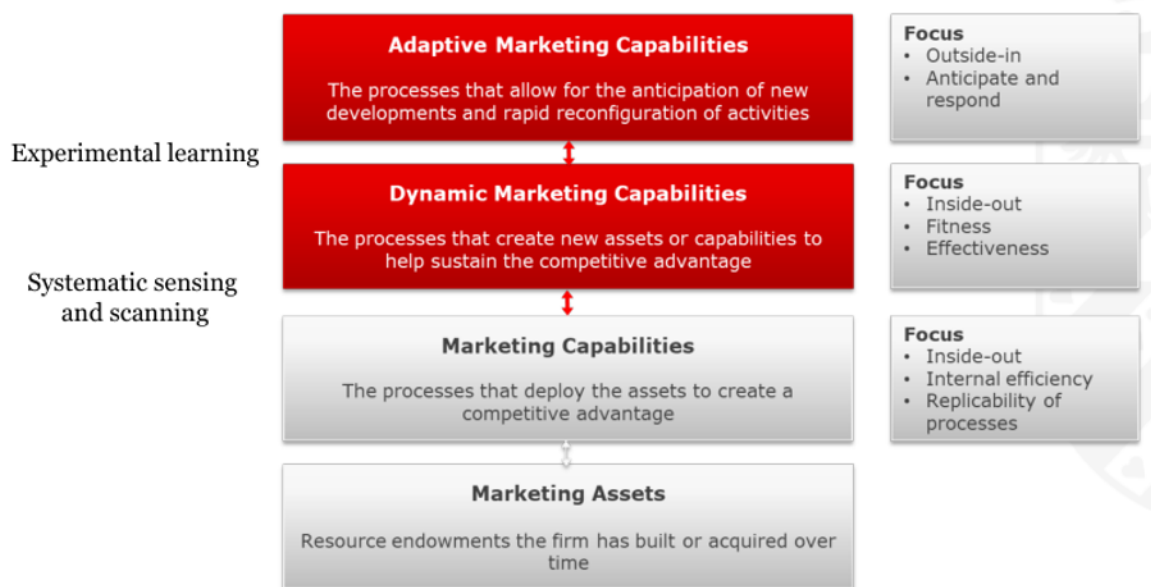 Adaptive Marketing Capabilities
The processes that allow for the anticipation of new
developments and rapid reconfiguration of activities
Focus
• Outside-in
• Anticipate and
respond
Experimental learning
Dynamic Marketing Capabilities
The processes that create new assets or capabilities to
help sustain the competitive advantage
Focus
• Inside-out
• Fitness
• Effectiveness
Systematic sensing
and scanning
Marketing Capabilities
The processes that deploy the assets to create a
competitive advantage
Focus
• Inside-out
• Internal efficiency
• Replicability of
processes
Marketing Assets
Resource endowments the firm has built or acquired over
time